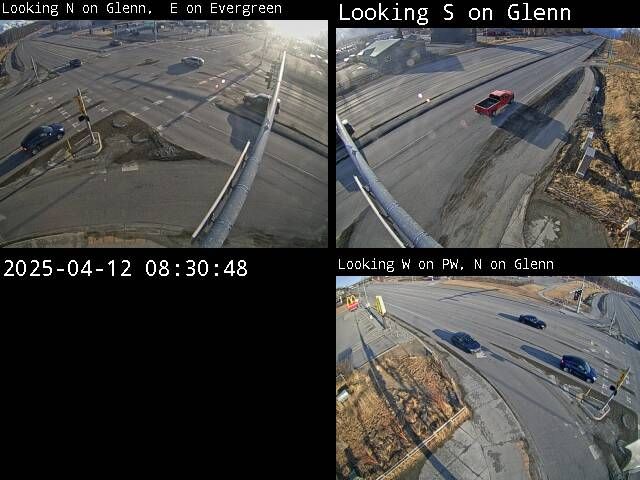 Looking N on Glenn,  E on Evergreen
Looking S on Glenn
2025-04-12 08:30:48
Looking W on PW, N on Glenn